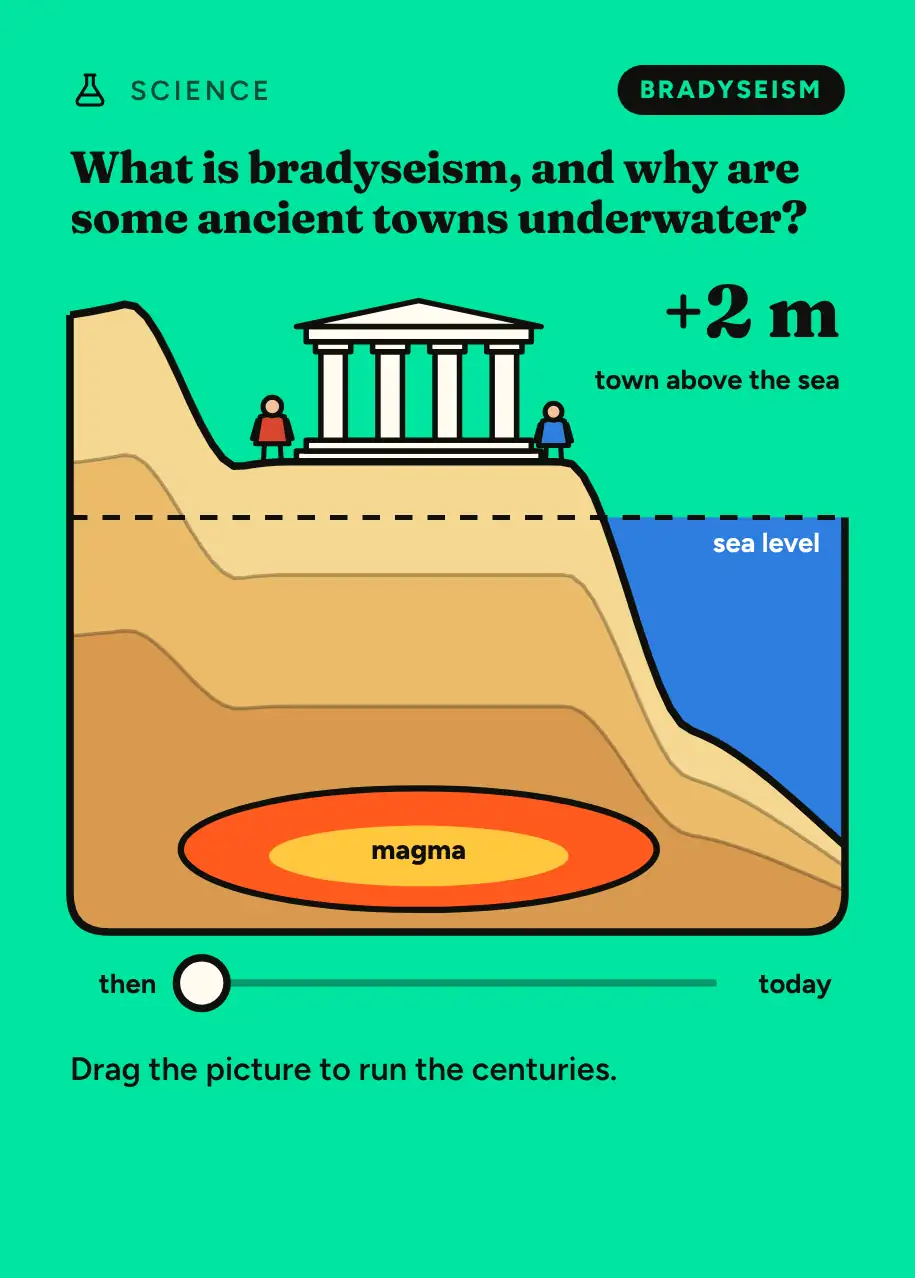 SCIENCE
BRADYSEISM
What is bradyseism, and why are
some ancient towns underwater?
+2 m
town above the sea
sea level
magma
then
today
Drag the picture to run the centuries.